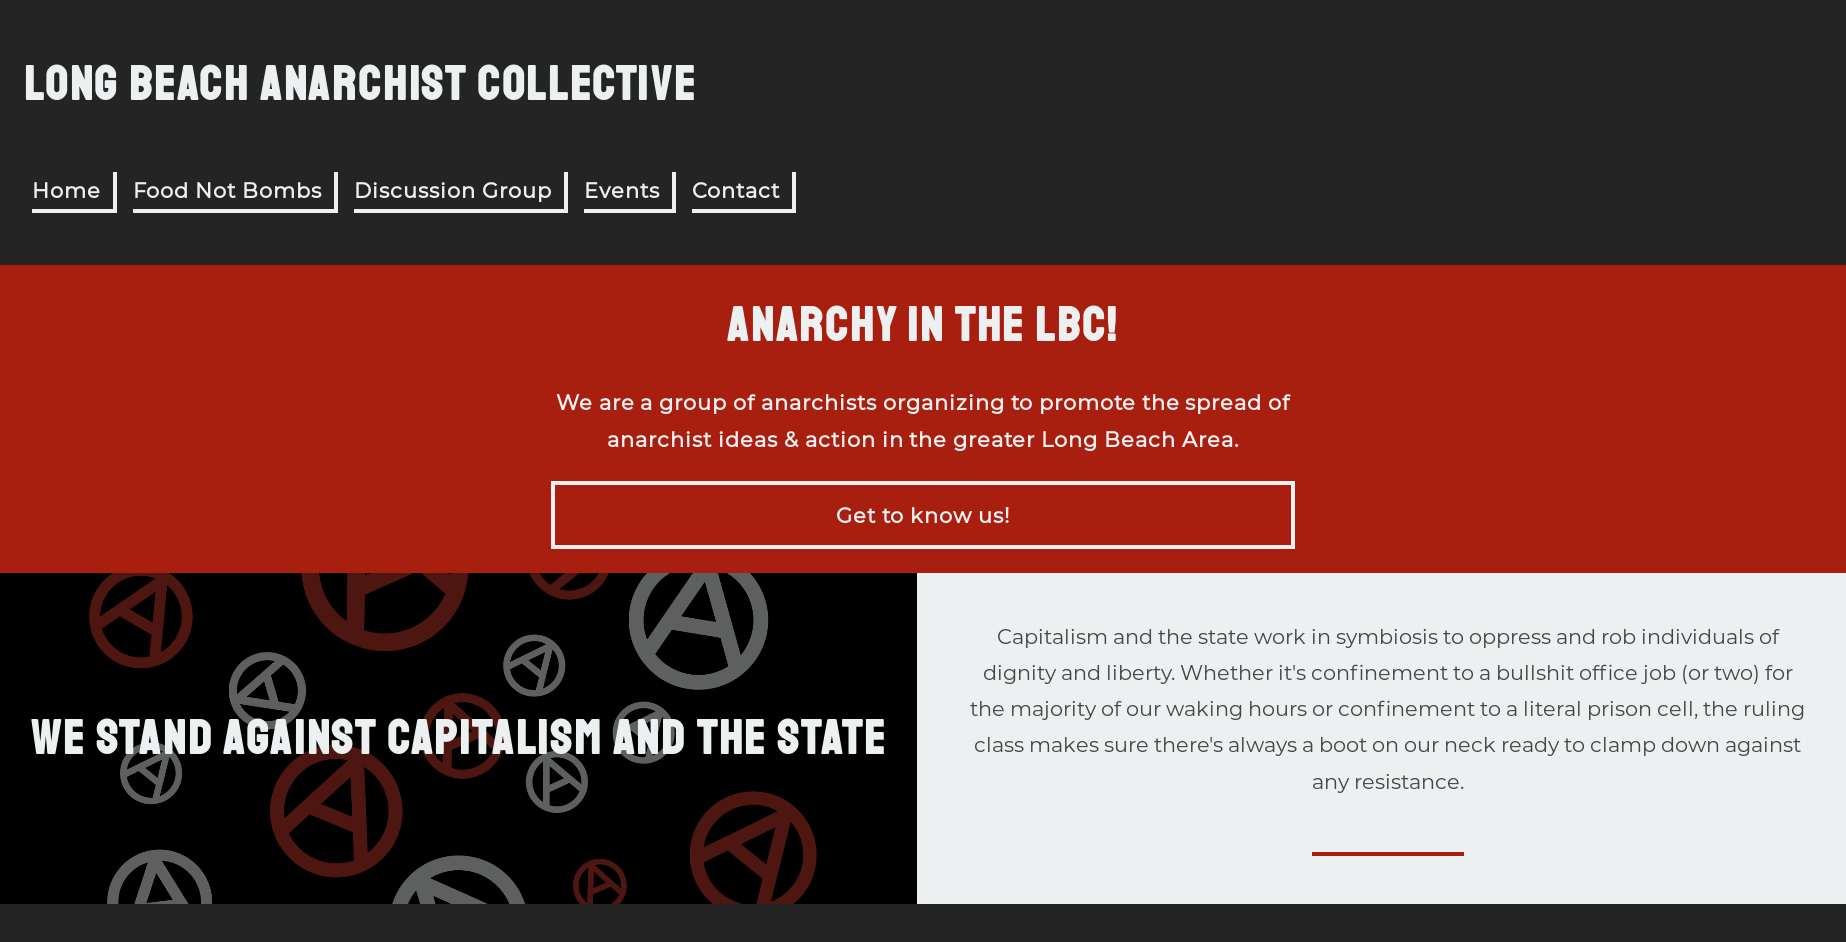 LONG BEACH ANARCHIST COLLECTIVE
Home Food Not Bombs Discussion Group Events Contact
ANARCHY IN THE LBC!
We are a group of anarchists organizing to promote the spread of
anarchist ideas & action in the greater Long Beach Area.
Get to know us!
WE STAND AGAINST CAPITALISM AND THE STATE
Capitalism and the state work in symbiosis to oppress and rob individuals of
dignity and liberty. Whether it's confinement to a bullshit office job (or two) for
the majority of our waking hours or confinement to a literal prison cell, the ruling
class makes sure there's always a boot on our neck ready to clamp down against
any resistance.